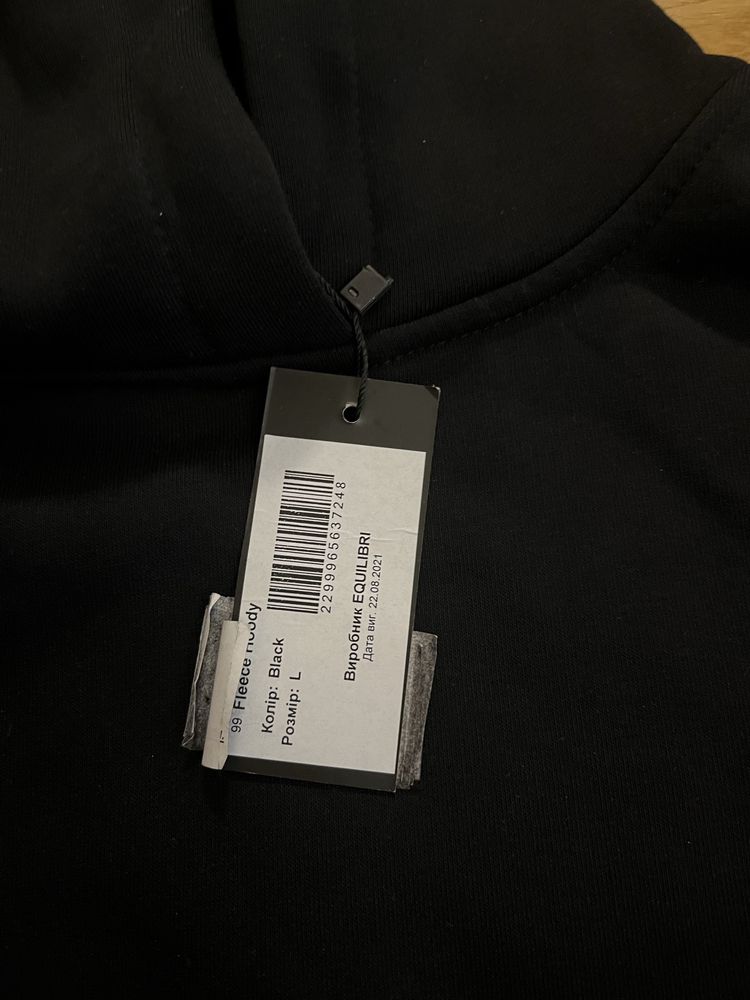 99 Fleece Hoody
Колір: Black
Розмір: L
2299965637248
Виробник EQUILIBRI
Дата виг. 22.08.2021